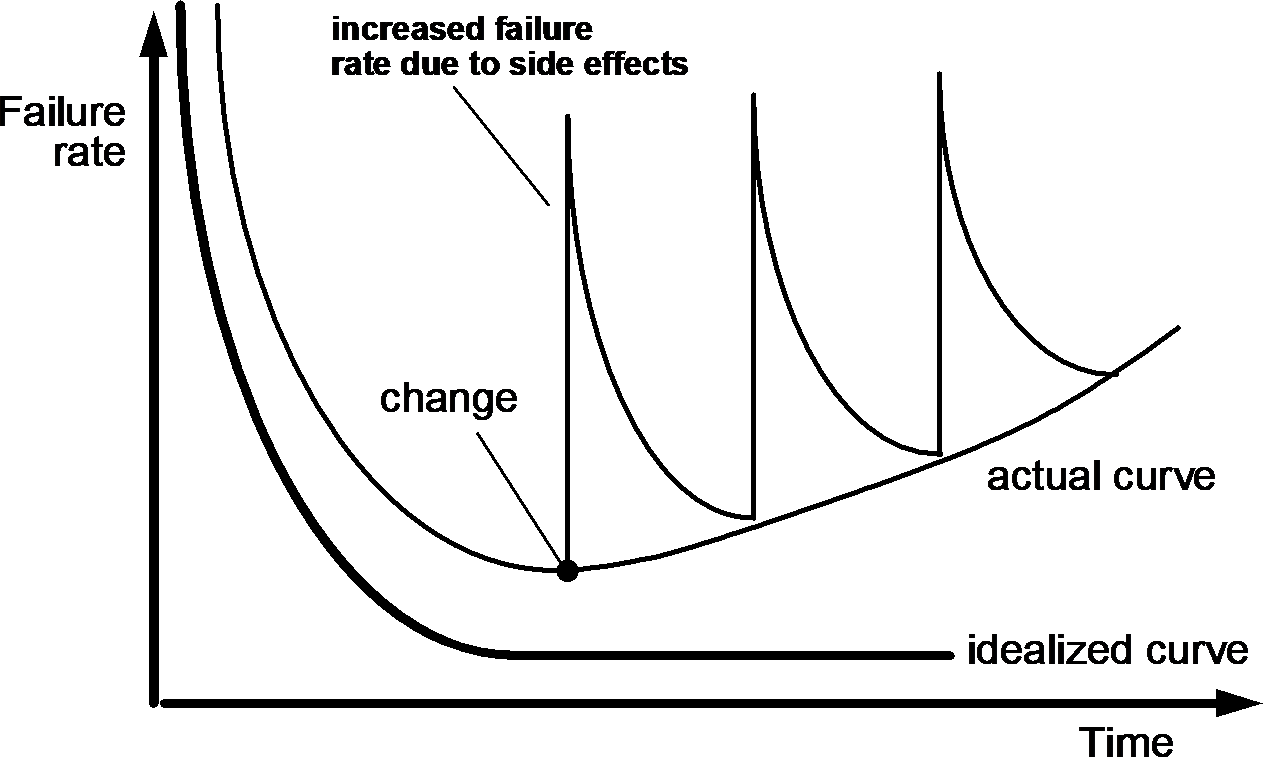 increased failure
rate due to side effects
Failure
rate
change
actual curve
idealized curve
Time